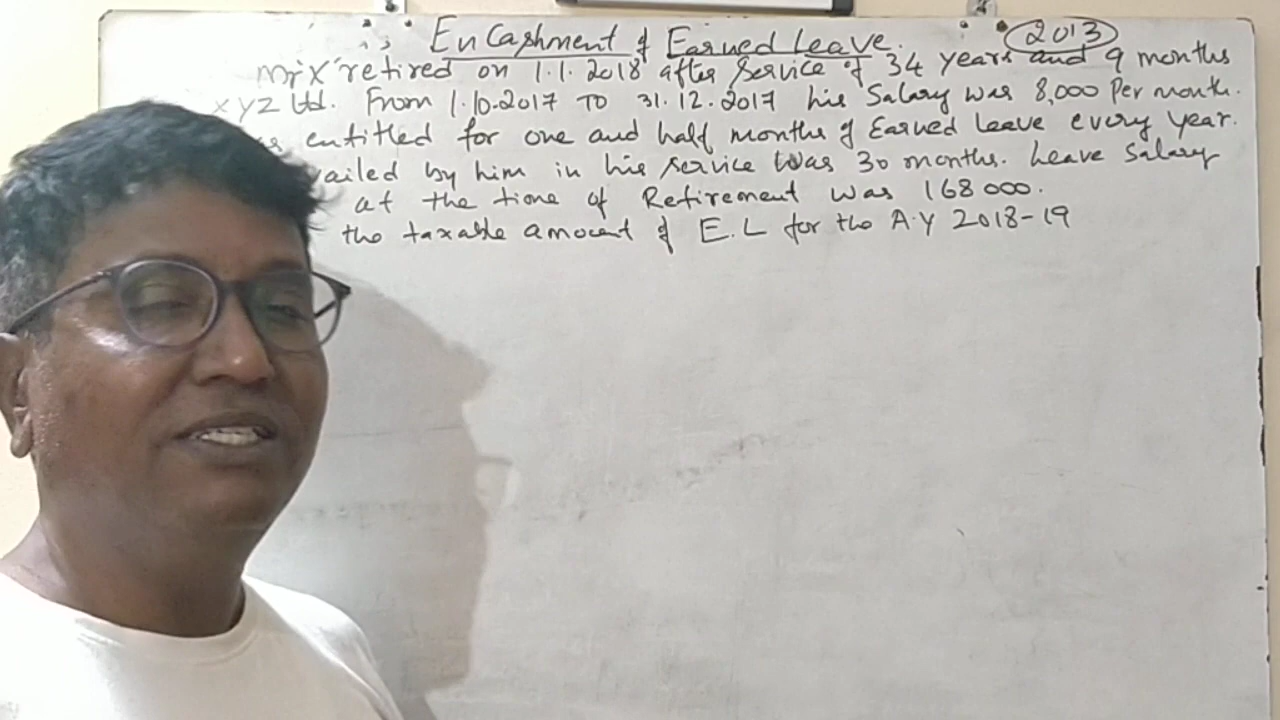 Encashment of Earned Leave. 2013
Mr 'X' retired on 1.1.2018 after service of 34 years and 9 months
XYZ Ltd. From 1.10.2017 TO 31.12.2017 his Salary was 8,000 Per month.
entitled for one and half months of Earned Leave every year.
vailed by him in his service was 30 months. Leave Salary
at the time of Retirement was 168000.
the taxable amount of E.L for the A.Y 2018-19